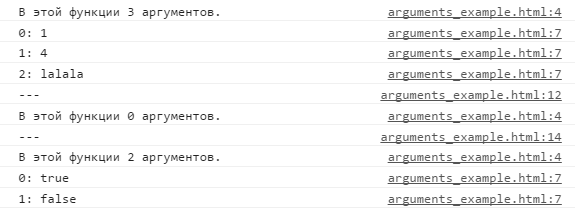 В этой функции 3 аргументов. arguments_example.html:4
0: 1 arguments_example.html:7
1: 4 arguments_example.html:7
2: lalala arguments_example.html:7
--- arguments_example.html:12
В этой функции 0 аргументов. arguments_example.html:4
--- arguments_example.html:14
В этой функции 2 аргументов. arguments_example.html:4
0: true arguments_example.html:7
1: false arguments_example.html:7